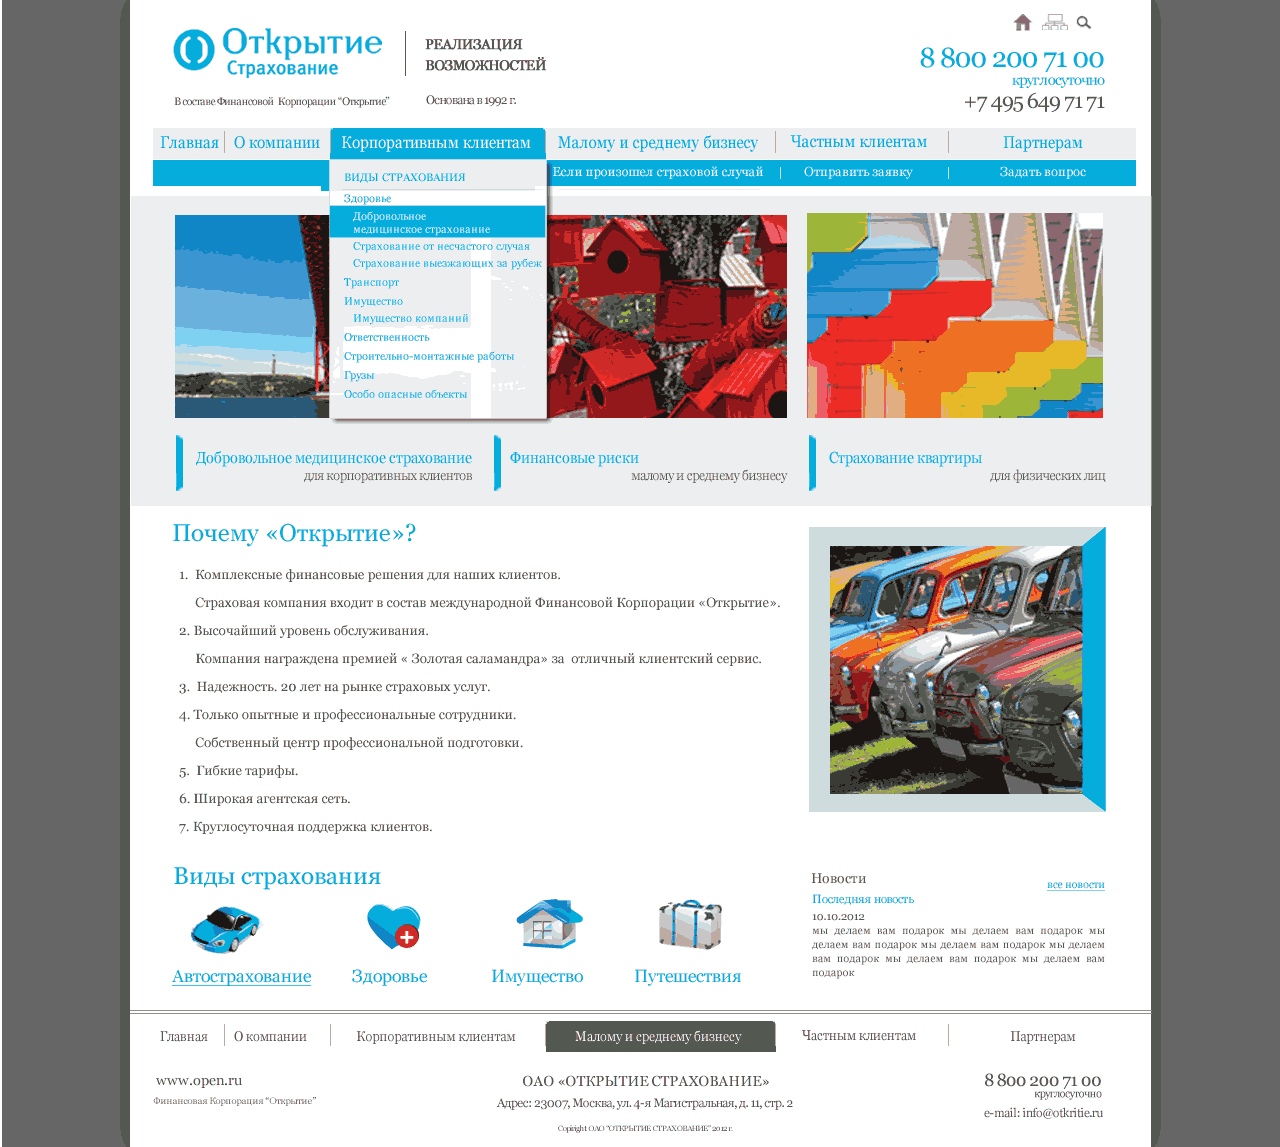 Открытие
Страхование
РЕАЛИЗАЦИЯ
ВОЗМОЖНОСТЕЙ
В составе Финансовой Корпорации “Открытие”
Основана в 1992 г.
8 800 200 71 00
круглосуточно
+7 495 649 71 71
Главная О компании Корпоративным клиентам Малому и среднему бизнесу Частным клиентам Партнерам
Если произошел страховой случай Отправить заявку Задать вопрос
ВИДЫ СТРАХОВАНИЯ
Здоровье
Добровольное
медицинское страхование
Страхование от несчастого случая
Страхование выезжающих за рубеж
Транспорт
Имущество
Имущество компаний
Ответственность
Строительно-монтажные работы
Грузы
Особо опасные объекты
Добровольное медицинское страхование
для корпоративных клиентов
Финансовые риски
малому и среднему бизнесу
Страхование квартиры
для физических лиц
Почему «Открытие»?
1. Комплексные финансовые решения для наших клиентов.
Страховая компания входит в состав международной Финансовой Корпорации «Открытие».
2. Высочайший уровень обслуживания.
Компания награждена премией « Золотая саламандра» за отличный клиентский сервис.
3. Надежность. 20 лет на рынке страховых услуг.
4. Только опытные и профессиональные сотрудники.
Собственный центр профессиональной подготовки.
5. Гибкие тарифы.
6. Широкая агентская сеть.
7. Круглосуточная поддержка клиентов.
Виды страхования
Автострахование Здоровье Имущество Путешествия
Новости
все новости
Последняя новость
10.10.2012
мы делаем вам подарок мы делаем вам подарок мы
делаем вам подарок мы делаем вам подарок мы делаем
вам подарок мы делаем вам подарок мы делаем вам
подарок
Главная О компании Корпоративным клиентам Малому и среднему бизнесу Частным клиентам Партнерам
www.open.ru
Финансовая Корпорация “Открытие”
ОАО «ОТКРЫТИЕ СТРАХОВАНИЕ»
Адрес: 23007, Москва, ул. 4-я Магистральная, д. 11, стр. 2
Copiright ОАО “ОТКРЫТИЕ СТРАХОВАНИЕ” 2012 г.
8 800 200 71 00
круглосуточно
e-mail: info@otkritie.ru